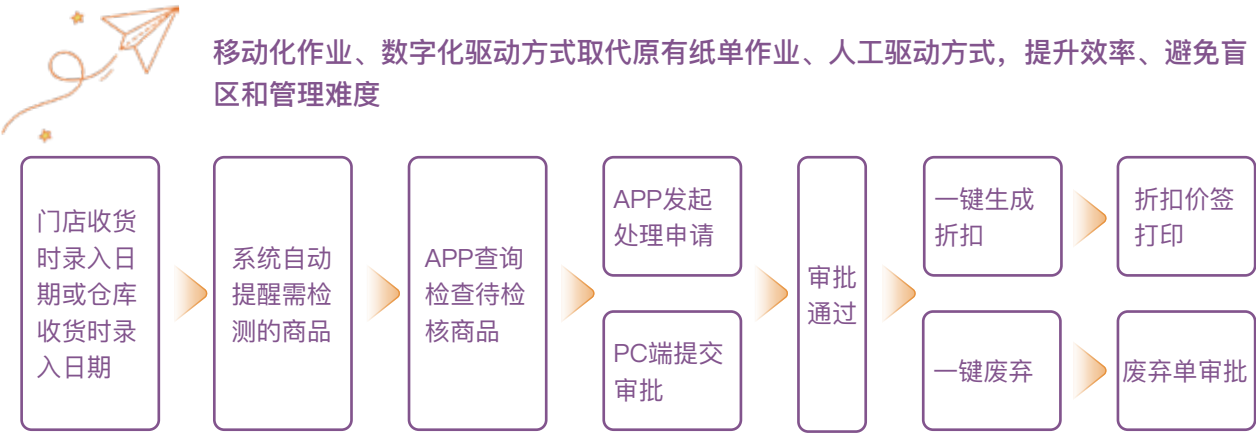 移动化作业、数字化驱动方式取代原有纸单作业、人工驱动方式，提升效率、避免盲
区和管理难度
门店收货
时录入日
期或仓库
收货时录
入日期
系统自动
提醒需检
测的商品
APP查询
检查待检
核商品
APP发起
处理申请
PC端提交
审批
审批
通过
一键生成
折扣
折扣价签
打印
一键废弃
废弃单审批